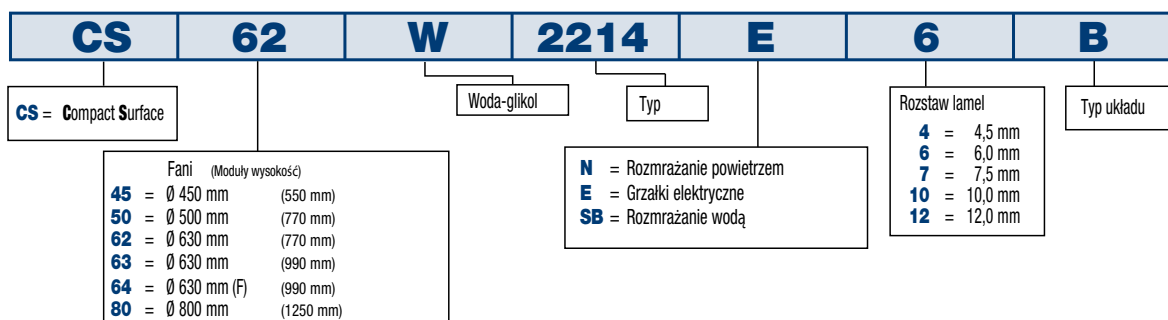 CS 62 W 2214 E 6 B
CS = Compact Surface
Woda-glikol
Typ
Rozstaw lamel
4 = 4,5 mm
6 = 6,0 mm
7 = 7,5 mm
10 = 10,0 mm
12 = 12,0 mm
Typ układu
Fani (Moduły wysokość)
45 = Ø 450 mm (550 mm)
50 = Ø 500 mm (770 mm)
62 = Ø 630 mm (770 mm)
63 = Ø 630 mm (990 mm)
64 = Ø 630 mm (F) (990 mm)
80 = Ø 800 mm (1250 mm)
N = Rozmrażanie powietrzem
E = Grzałki elektryczne
SB = Rozmrażanie wodą